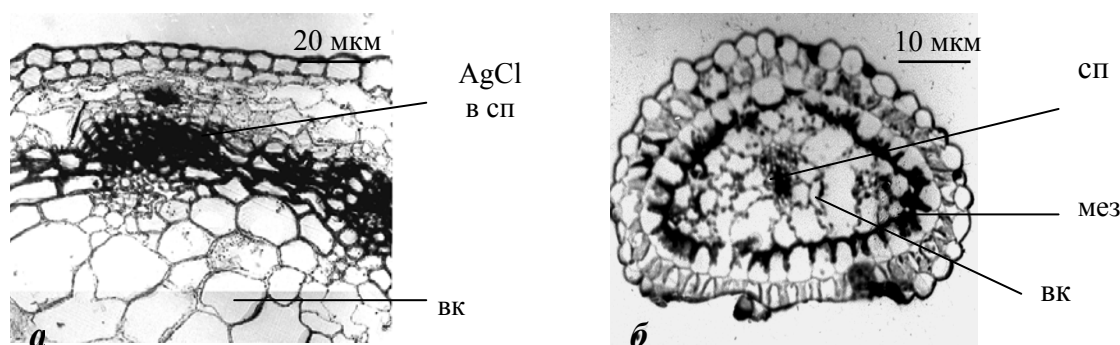 20 мкм
AgCl
в сп
вк
а
10 мкм
сп
мез
вк
б